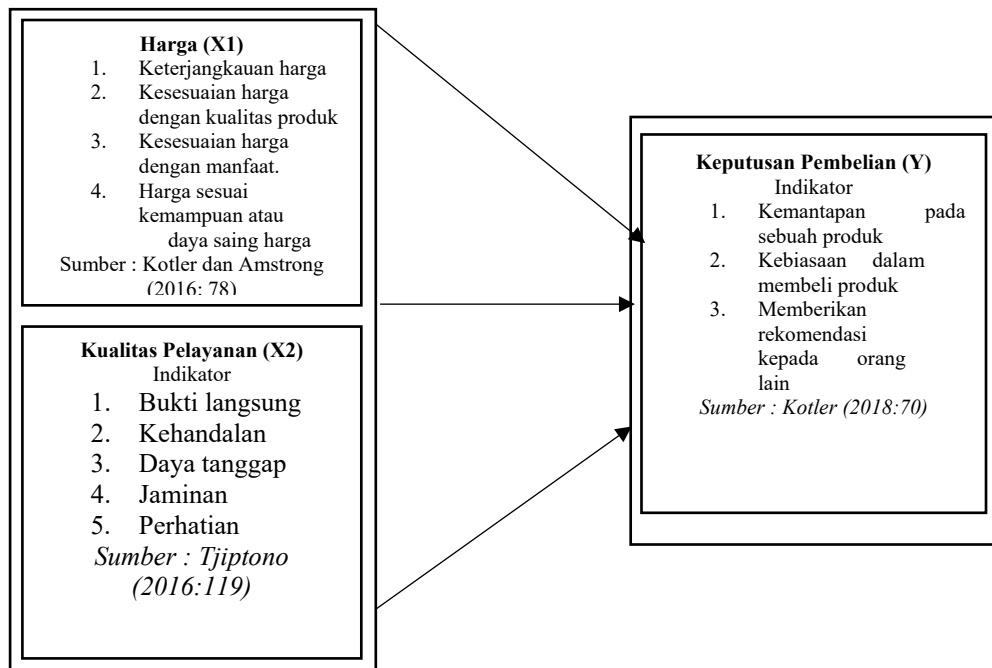 Harga (X1)
1. Keterjangkauan harga
2. Kesesuaian harga
dengan kualitas produk
3. Kesesuaian harga
dengan manfaat.
4. Harga sesuai
kemampuan atau
daya saing harga
Sumber : Kotler dan Amstrong
(2016: 78)
Kualitas Pelayanan (X2)
Indikator
1. Bukti langsung
2. Kehandalan
3. Daya tanggap
4. Jaminan
5. Perhatian
Sumber : Tjiptono
(2016:119)
Keputusan Pembelian (Y)
Indikator
1. Kemantapan pada
sebuah produk
2. Kebiasaan dalam
membeli produk
3. Memberikan
rekomendasi
kepada orang
lain
Sumber : Kotler (2018:70)